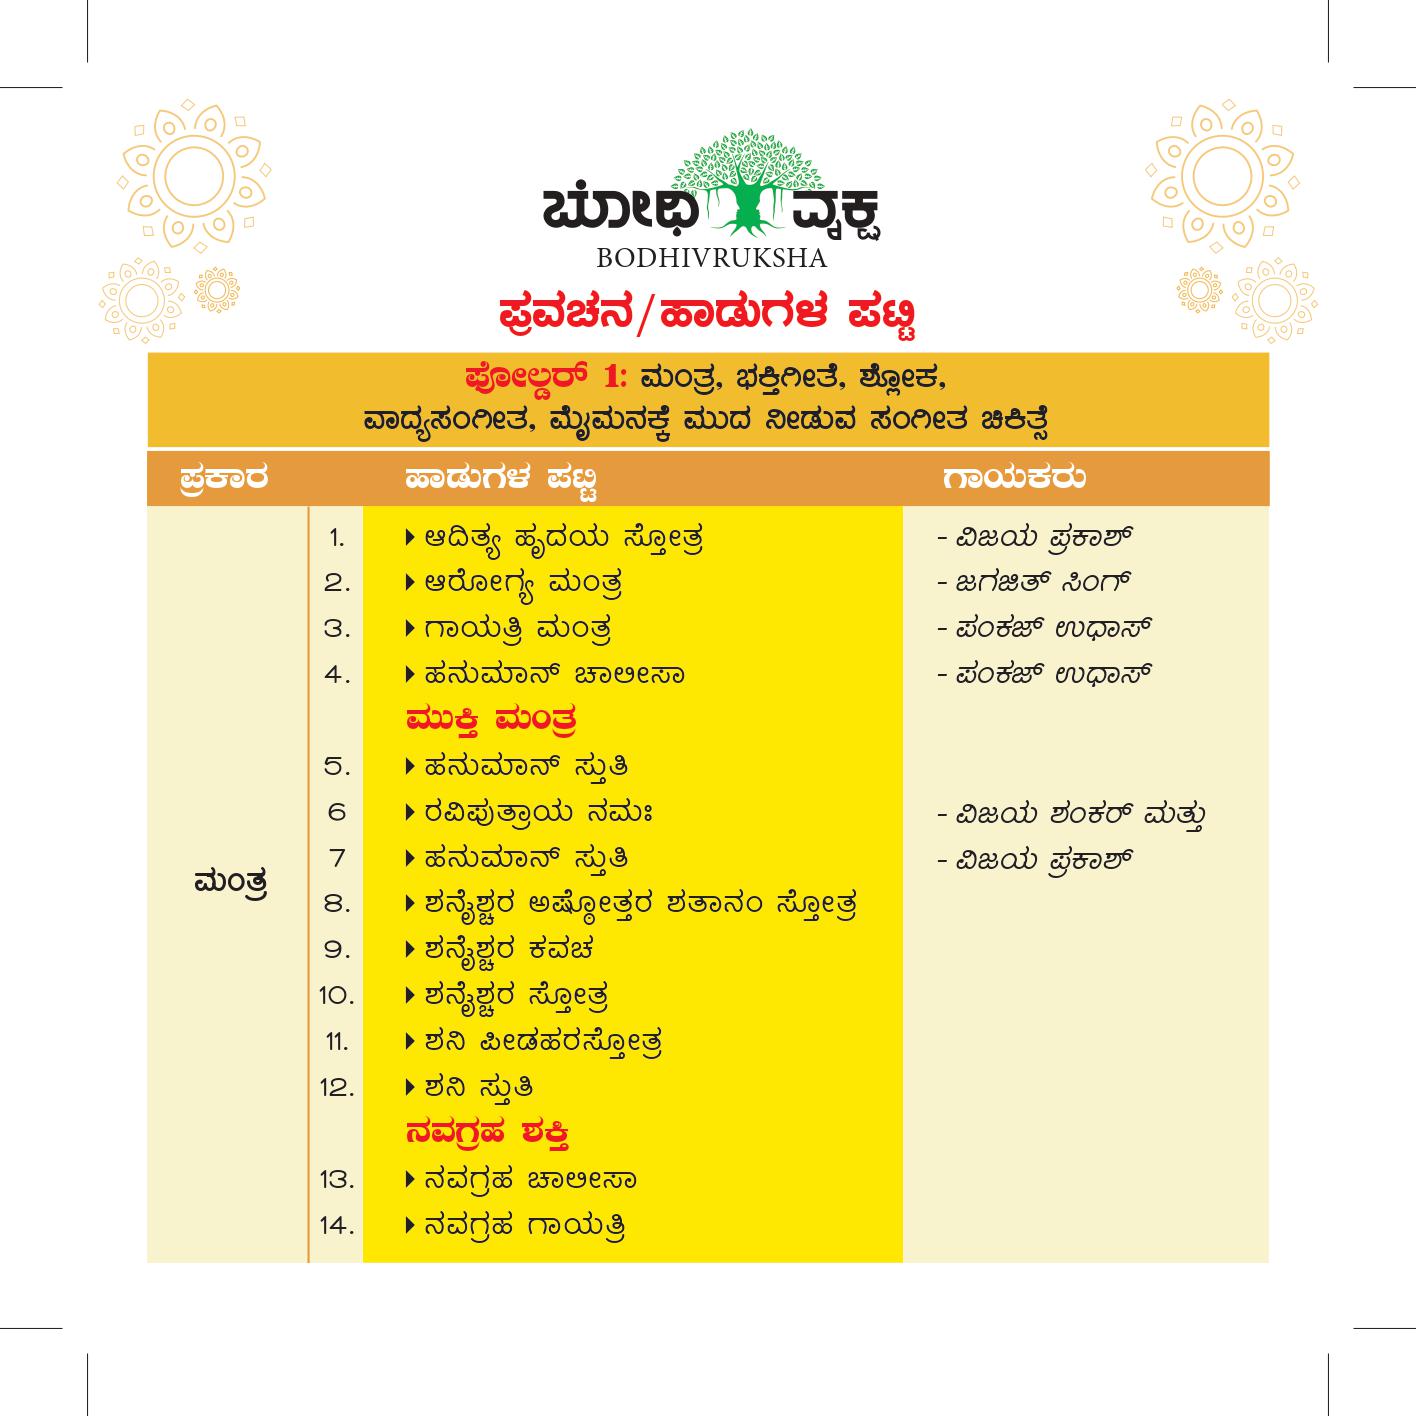 ಬೋಧಿ ವೃಕ್ಷ
BODHIVRUKSHA
ಪ್ರವಚನ/ಹಾಡುಗಳ ಪಟ್ಟಿ
ಫೋಲ್ಡರ್ 1: ಮಂತ್ರ, ಭಕ್ತಿಗೀತೆ, ಶ್ಲೋಕ,
ವಾದ್ಯಸಂಗೀತ, ಮೈಮನಕ್ಕೆ ಮುದ ನೀಡುವ ಸಂಗೀತ ಚಿಕಿತ್ಸೆ
ಪ್ರಕಾರ ಹಾಡುಗಳ ಪಟ್ಟಿ ಗಾಯಕರು
1. ಆದಿತ್ಯ ಹೃದಯ ಸ್ತೋತ್ರ - ವಿಜಯ ಪ್ರಕಾಶ್
2. ಆರೋಗ್ಯ ಮಂತ್ರ - ಜಗಜಿತ್ ಸಿಂಗ್
3. ಗಾಯತ್ರಿ ಮಂತ್ರ - ಪಂಕಜ್ ಉಧಾಸ್
4. ಹನುಮಾನ್ ಚಾಲೀಸಾ - ಪಂಕಜ್ ಉಧಾಸ್
ಮುಕ್ತಿ ಮಂತ್ರ
5. ಹನುಮಾನ್ ಸ್ತುತಿ
6 ರವಿಪುತ್ರಾಯ ನಮಃ - ವಿಜಯ ಶಂಕರ್ ಮತ್ತು
7 ಹನುಮಾನ್ ಸ್ತುತಿ - ವಿಜಯ ಪ್ರಕಾಶ್
ಮಂತ್ರ
8. ಶನೈಶ್ಚರ ಅಷ್ಠೋತ್ತರ ಶತಾನಂ ಸ್ತೋತ್ರ
9. ಶನೈಶ್ಚರ ಕವಚ
10. ಶನೈಶ್ಚರ ಸ್ತೋತ್ರ
11. ಶನಿ ಪೀಡಹರಸ್ತೋತ್ರ
12. ಶನಿ ಸ್ತುತಿ
ನವಗ್ರಹ ಶಕ್ತಿ
13. ನವಗ್ರಹ ಚಾಲೀಸಾ
14. ನವಗ್ರಹ ಗಾಯತ್ರಿ